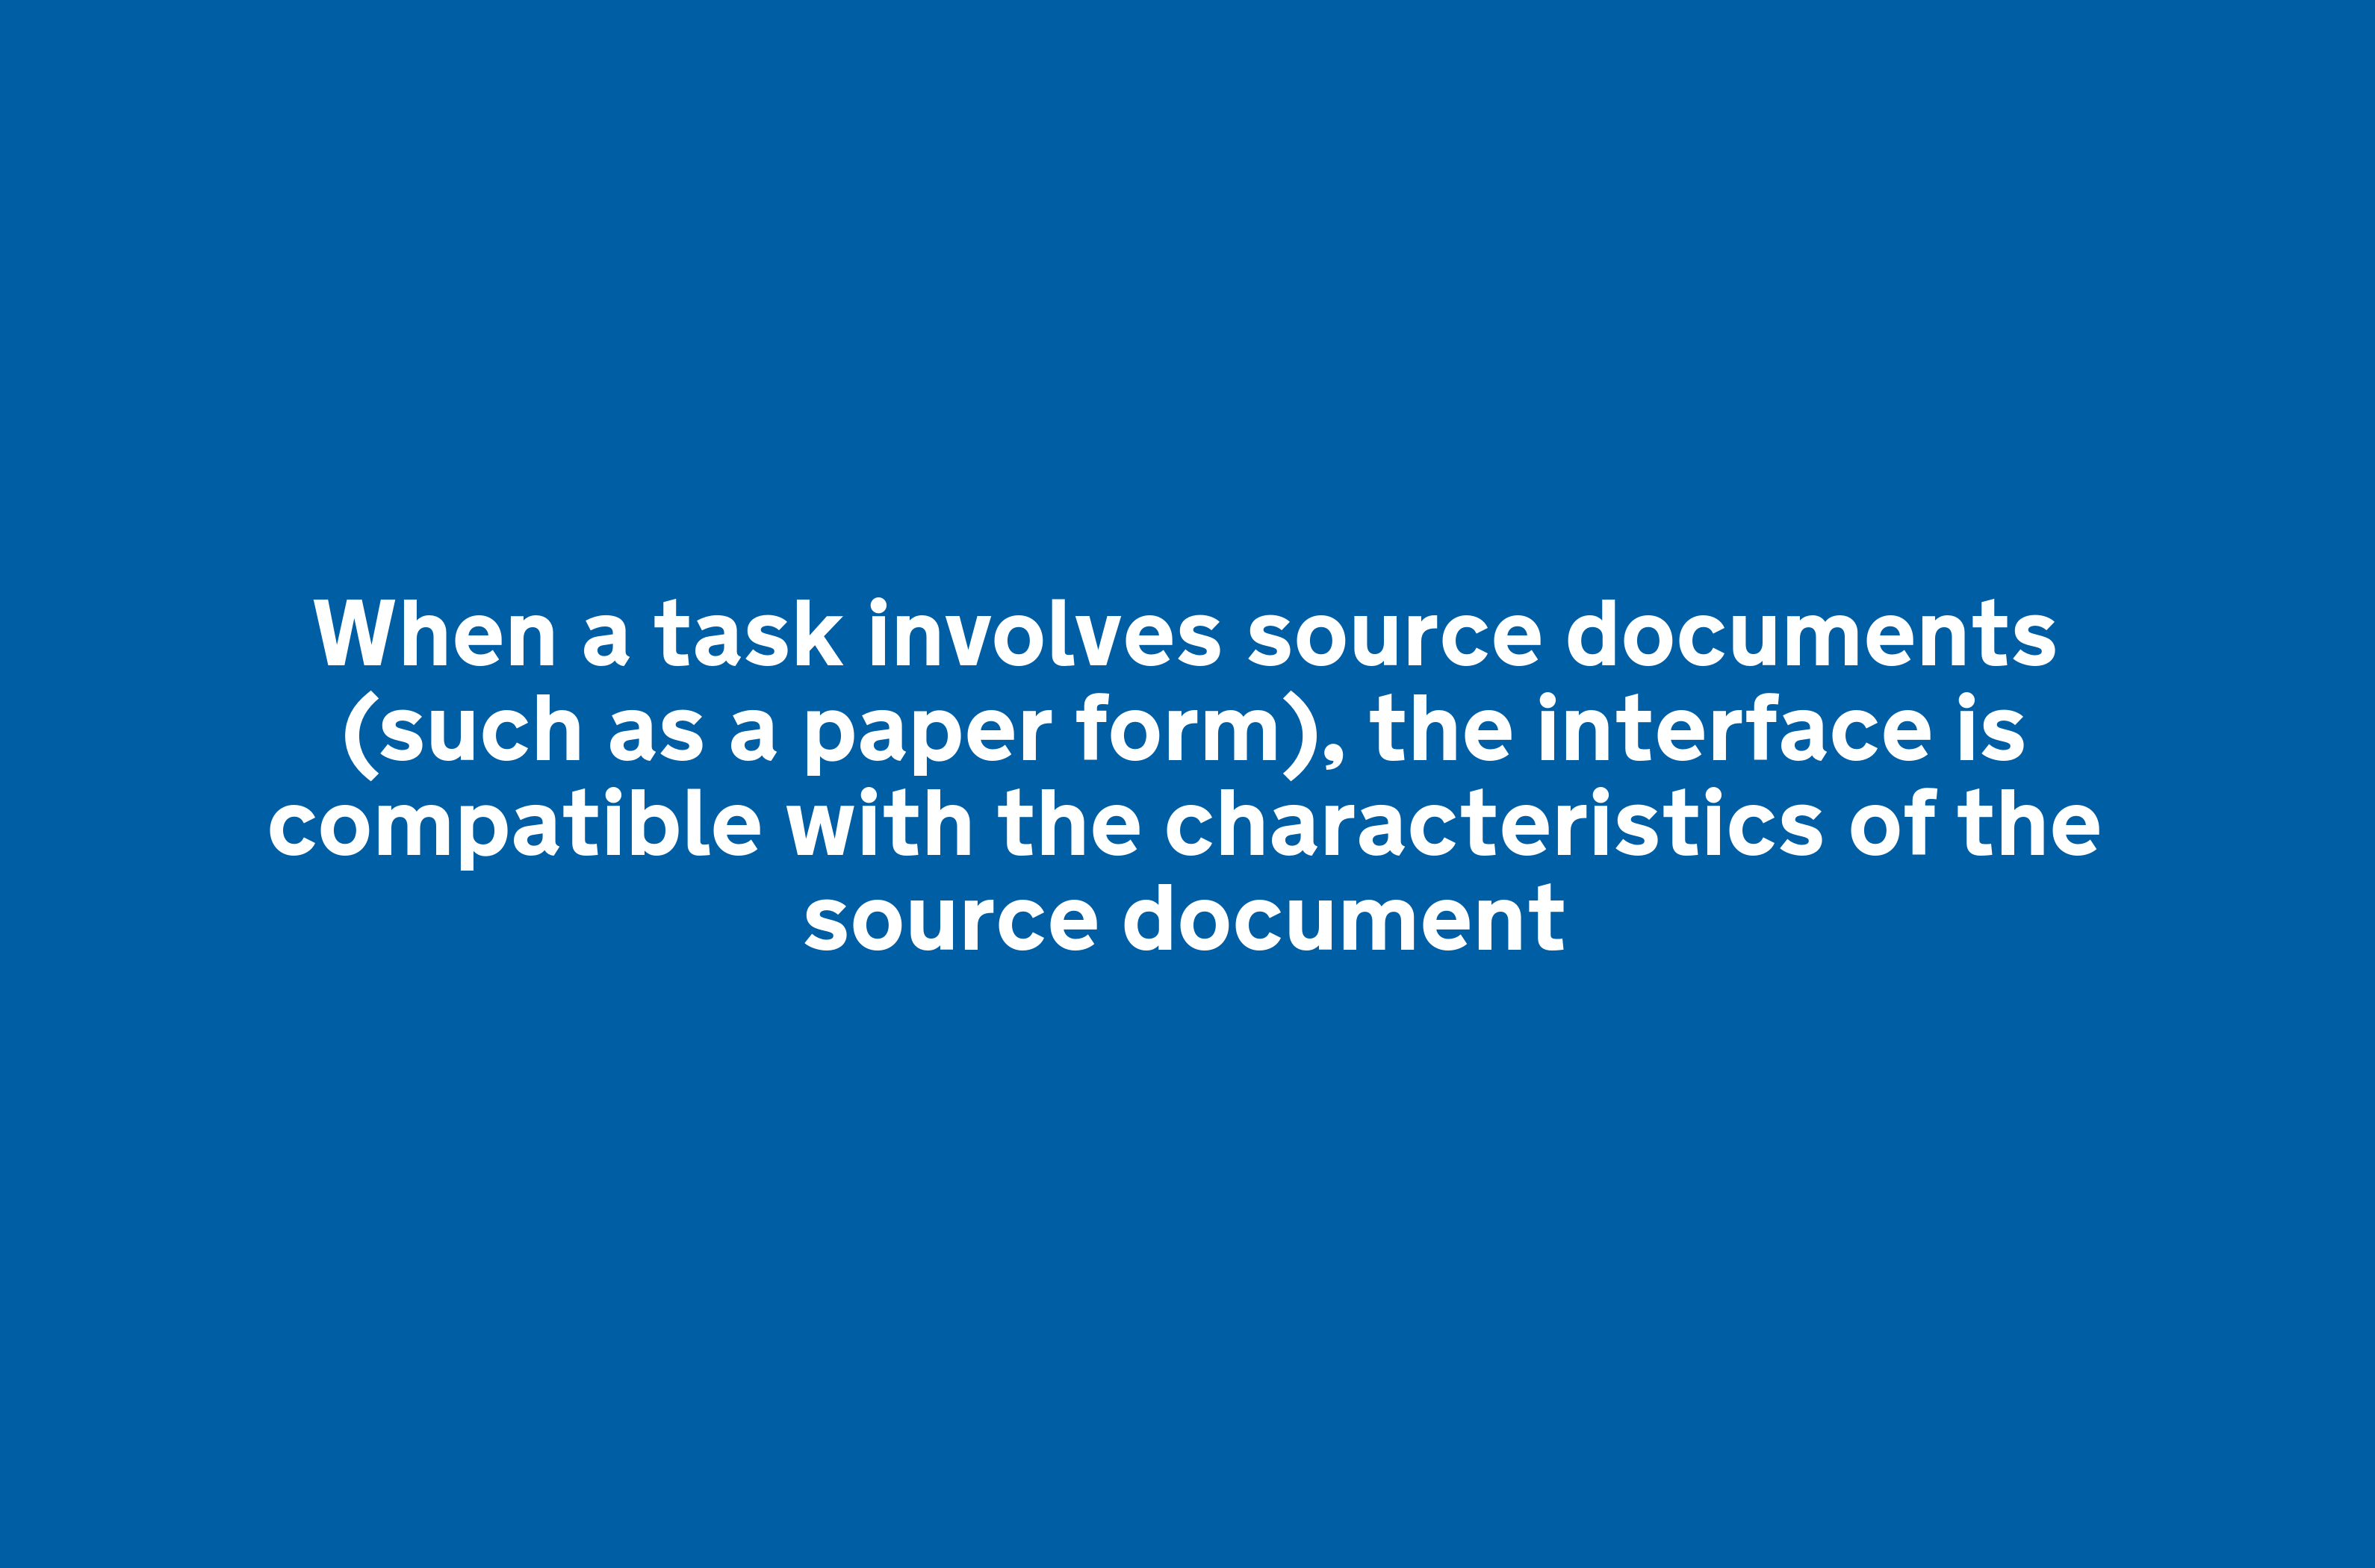 When a task involves source documents
(such as a paper form), the interface is
compatible with the characteristics of the
source document